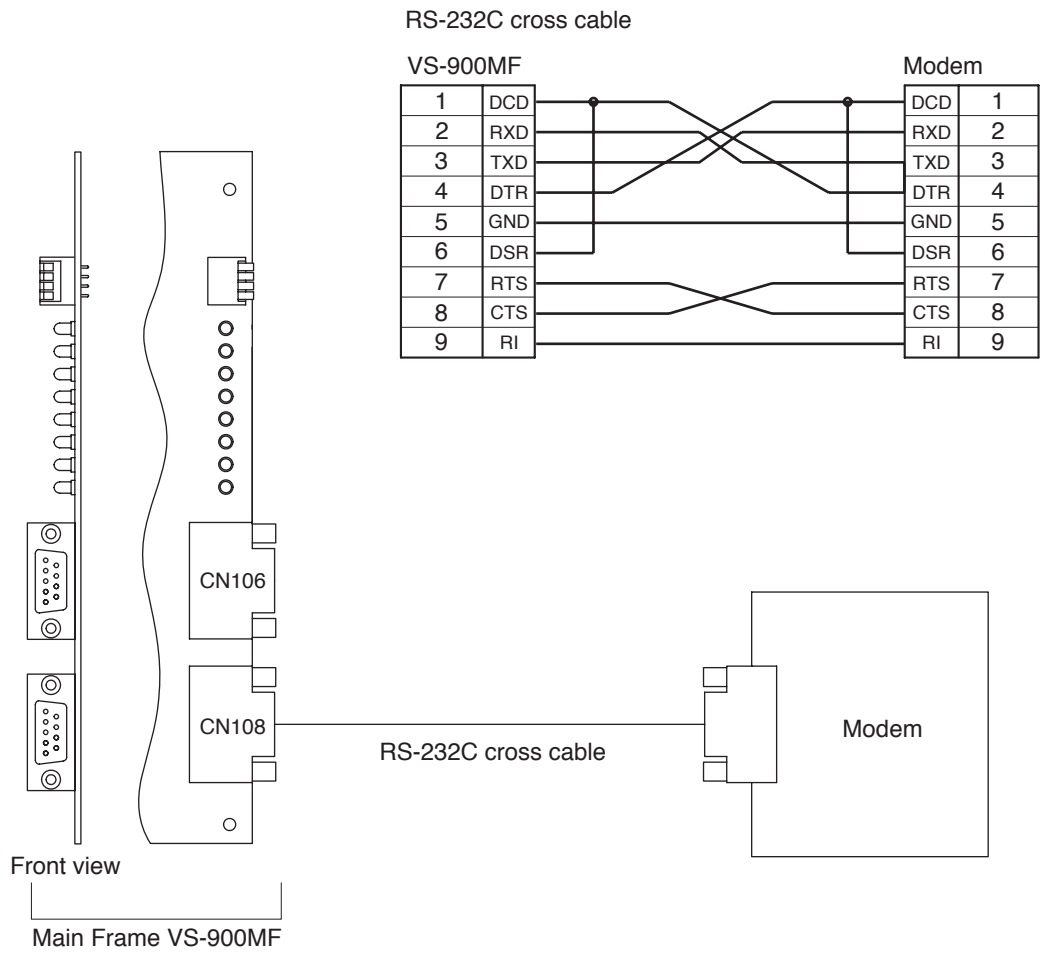 RS-232C cross cable
VS-900MF Modem
1 DCD DCD 1
2 RXD RXD 2
3 TXD TXD 3
4 DTR DTR 4
5 GND GND 5
6 DSR DSR 6
7 RTS RTS 7
8 CTS CTS 8
9 RI RI 9
CN106
CN108
RS-232C cross cable
Modem
Front view
Main Frame VS-900MF